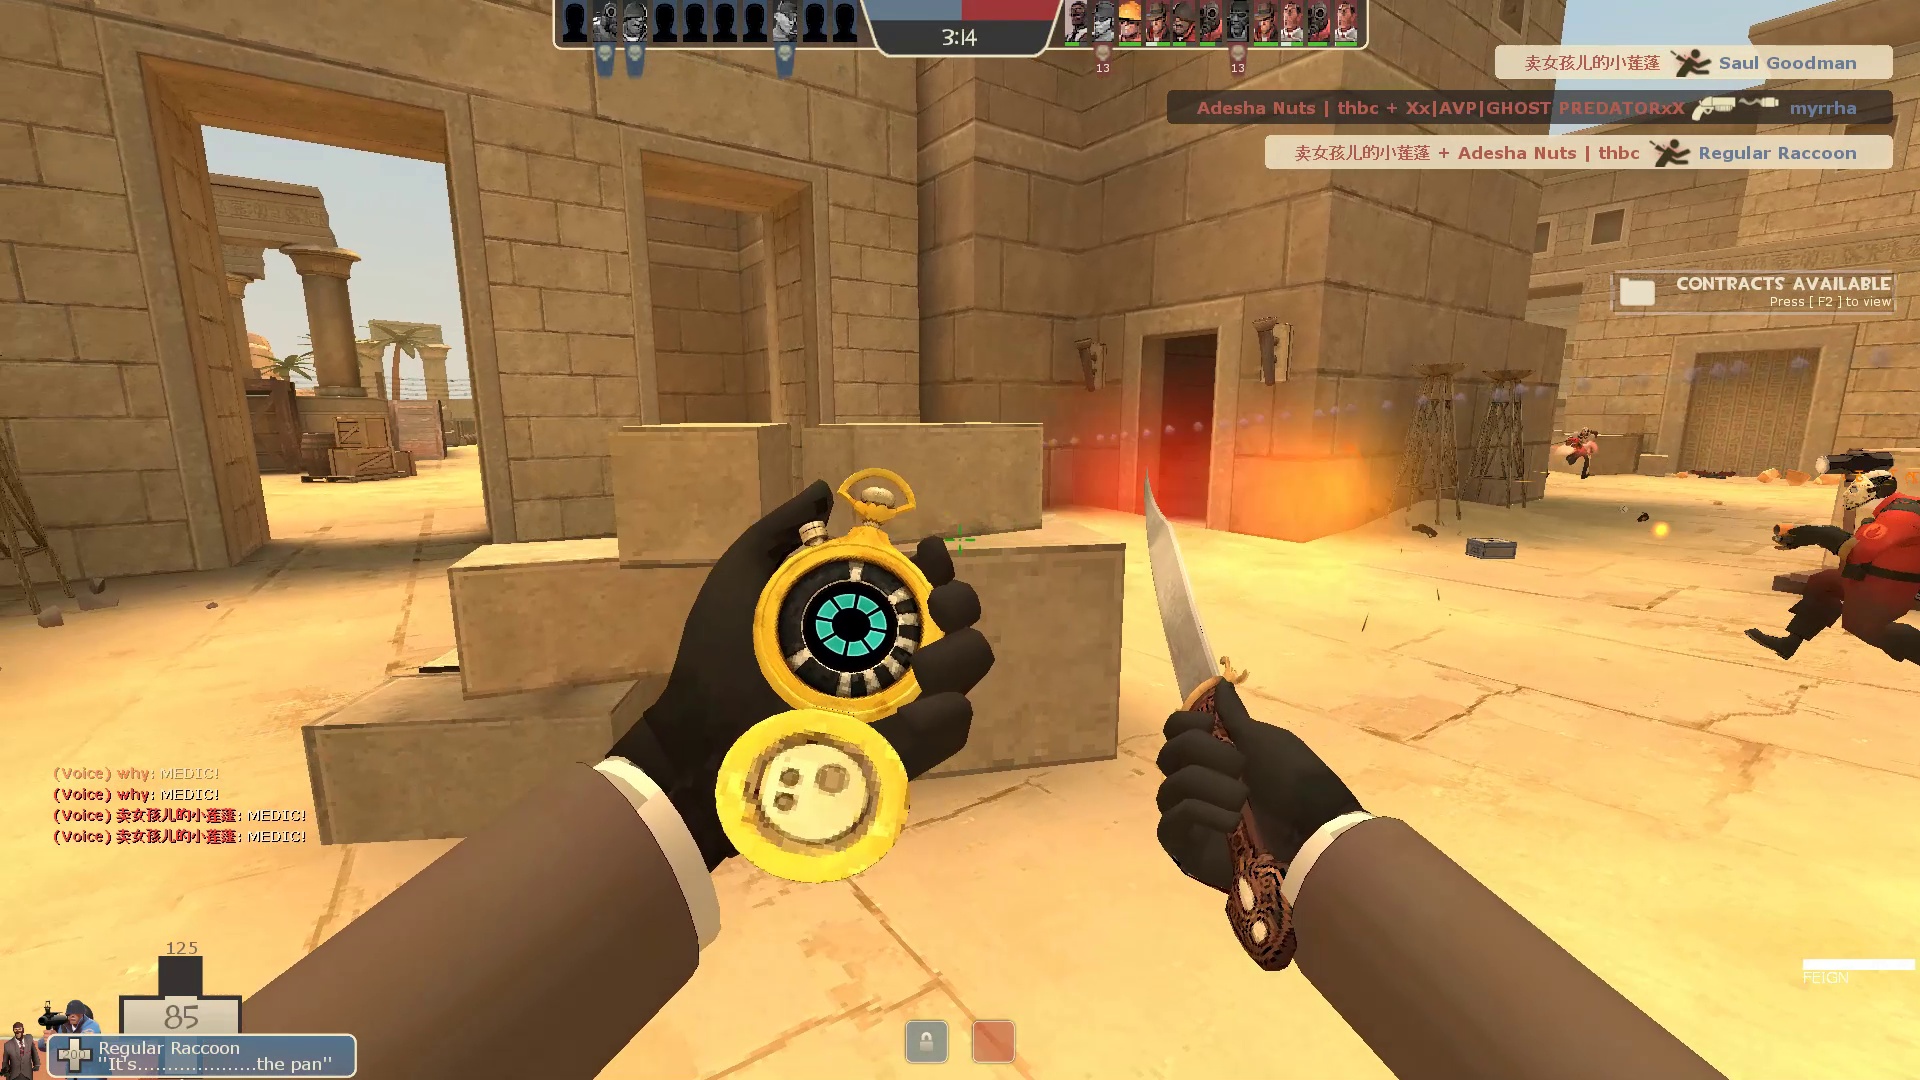 3:14
13
13
卖女孩儿的小莲蓬 Saul Goodman
Adesha Nuts | thbc + Xx|AVP|GHOST PREDATORxX myrrha
卖女孩儿的小莲蓬 + Adesha Nuts | thbc Regular Raccoon
CONTRACTS AVAILABLE
Press [ F2 ] to view
(Voice) why: MEDIC!
(Voice) why: MEDIC!
(Voice) 卖女孩儿的小莲蓬: MEDIC!
(Voice) 卖女孩儿的小莲蓬: MEDIC!
125
85
FEIGN
200
Regular Raccoon
"It's....................the pan"